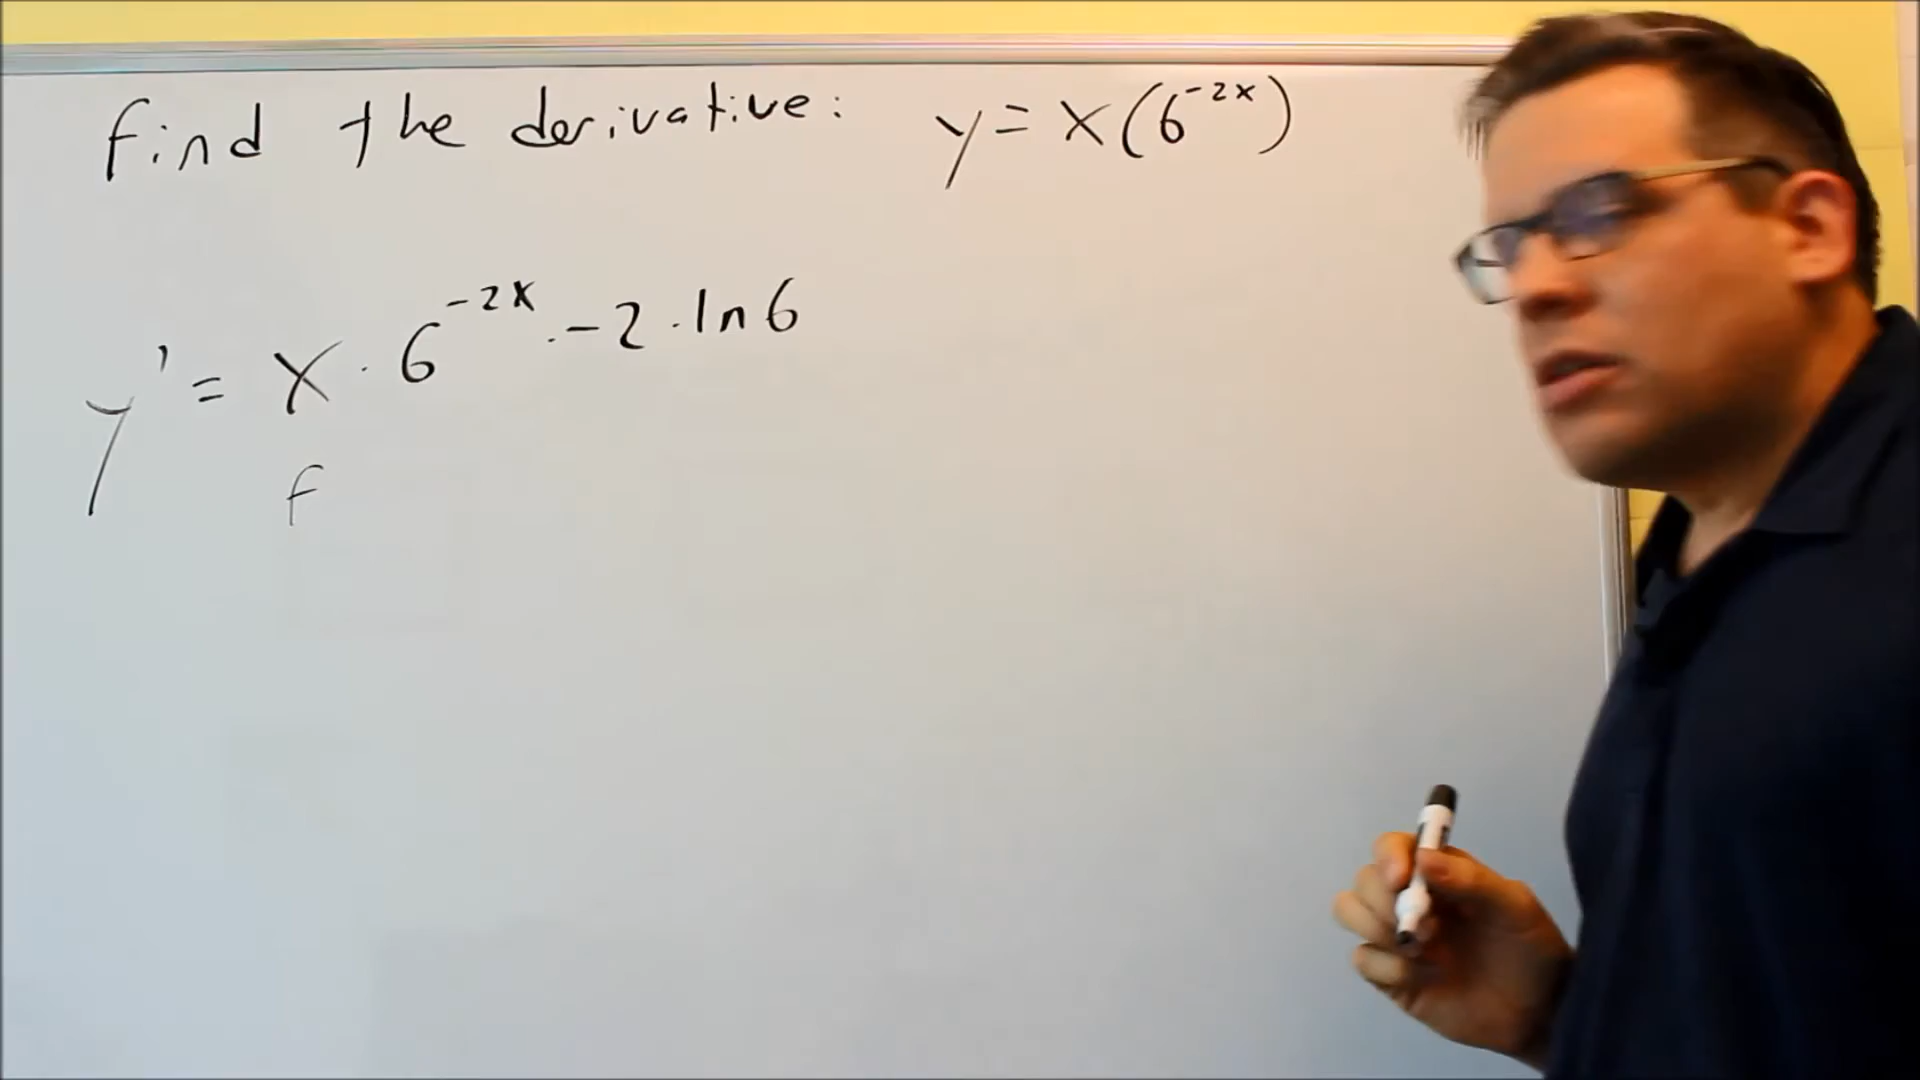 find the derivative: y = x(6^-2x)
y' = x · 6^-2x · -2 · ln 6
f